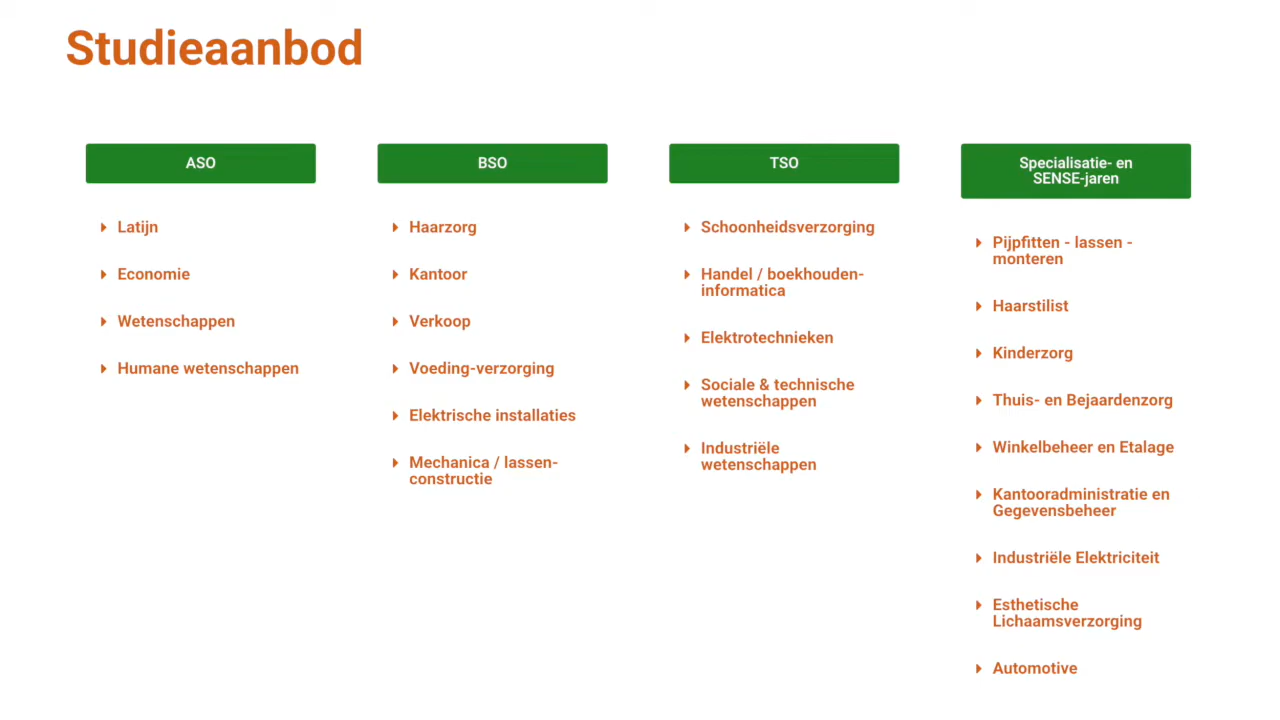 Studieaanbod
ASO
Latijn
Economie
Wetenschappen
Humane wetenschappen
BSO
Haarzorg
Kantoor
Verkoop
Voeding-verzorging
Elektrische installaties
Mechanica / lassen-
constructie
TSO
Schoonheidsverzorging
Handel / boekhouden-
informatica
Elektrotechnieken
Sociale & technische
wetenschappen
Industriële
wetenschappen
Specialisatie- en
SENSE-jaren
Pijpfitten - lassen -
monteren
Haarstilist
Kinderzorg
Thuis- en Bejaardenzorg
Winkelbeheer en Etalage
Kantooradministratie en
Gegevensbeheer
Industriële Elektriciteit
Esthetische
Lichaamsverzorging
Automotive